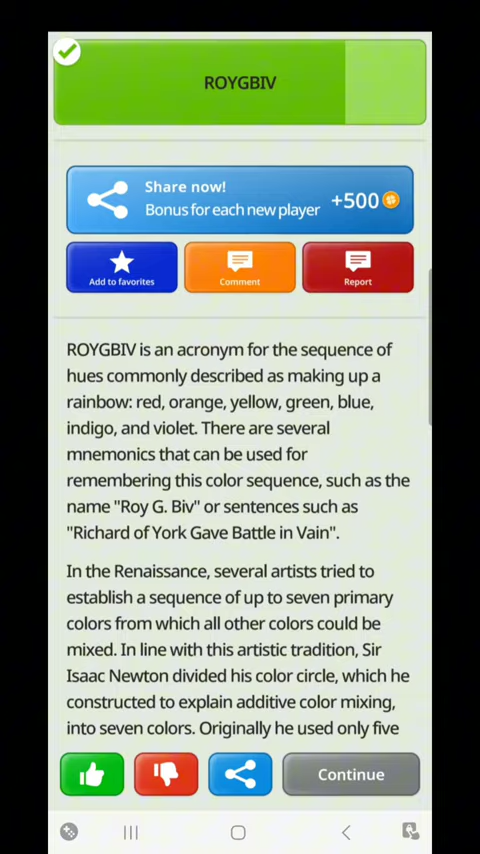 ROYGBIV
Share now!
Bonus for each new player
+500
Add to favorites
Comment
Report
ROYGBIV is an acronym for the sequence of
hues commonly described as making up a
rainbow: red, orange, yellow, green, blue,
indigo, and violet. There are several
mnemonics that can be used for
remembering this color sequence, such as the
name "Roy G. Biv" or sentences such as
"Richard of York Gave Battle in Vain".
In the Renaissance, several artists tried to
establish a sequence of up to seven primary
colors from which all other colors could be
mixed. In line with this artistic tradition, Sir
Isaac Newton divided his color circle, which he
constructed to explain additive color mixing,
into seven colors. Originally he used only five
Continue